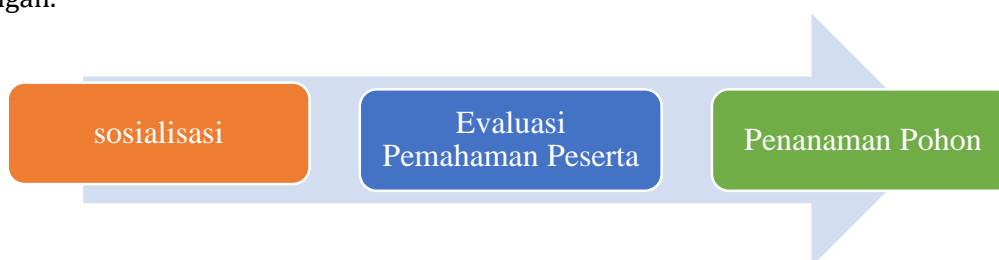 sosialisasi
Evaluasi
Pemahaman Peserta
Penanaman Pohon